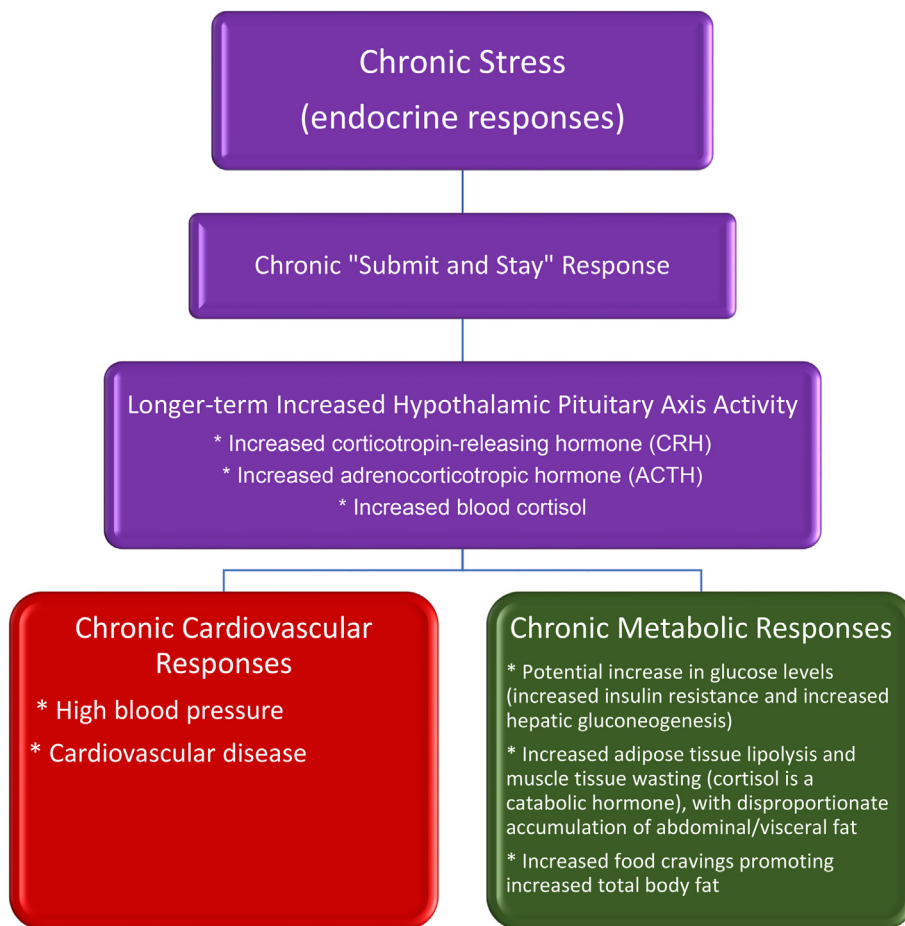 Chronic Stress
(endocrine responses)
Chronic "Submit and Stay" Response
Longer-term Increased Hypothalamic Pituitary Axis Activity
* Increased corticotropin-releasing hormone (CRH)
* Increased adrenocorticotropic hormone (ACTH)
* Increased blood cortisol
Chronic Cardiovascular
Responses
* High blood pressure
* Cardiovascular disease
Chronic Metabolic Responses
* Potential increase in glucose levels
(increased insulin resistance and increased
hepatic gluconeogenesis)
* Increased adipose tissue lipolysis and
muscle tissue wasting (cortisol is a
catabolic hormone), with disproportionate
accumulation of abdominal/visceral fat
* Increased food cravings promoting
increased total body fat